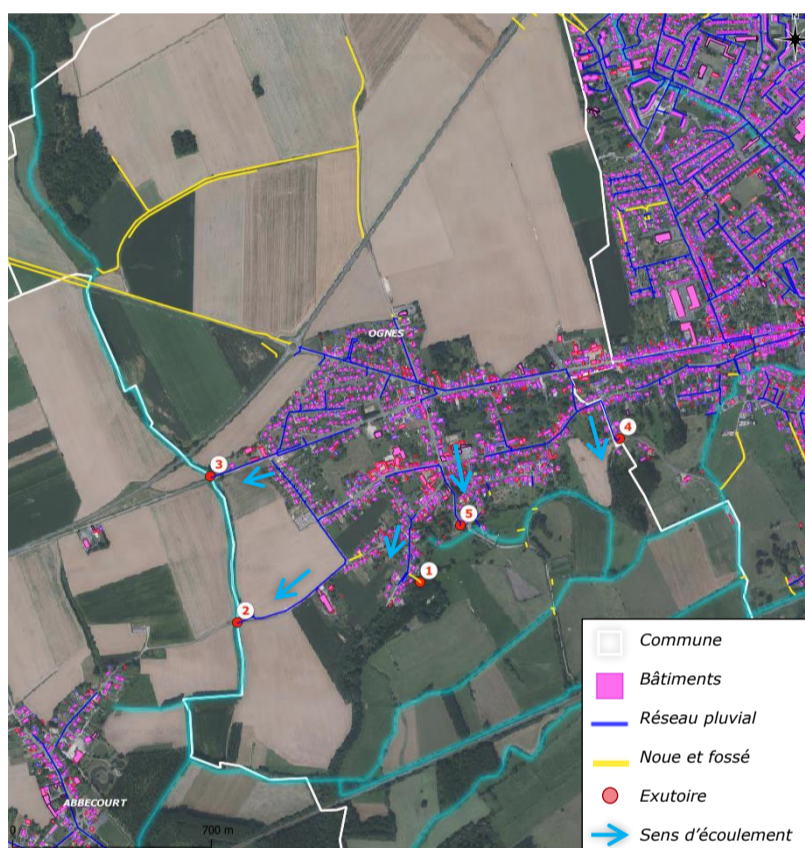 N
OGNES
4
3
5
1
2
Commune
Bâtiments
Réseau pluvial
Noue et fossé
Exutoire
Sens d'écoulement
ABBECOURT
0 700 m